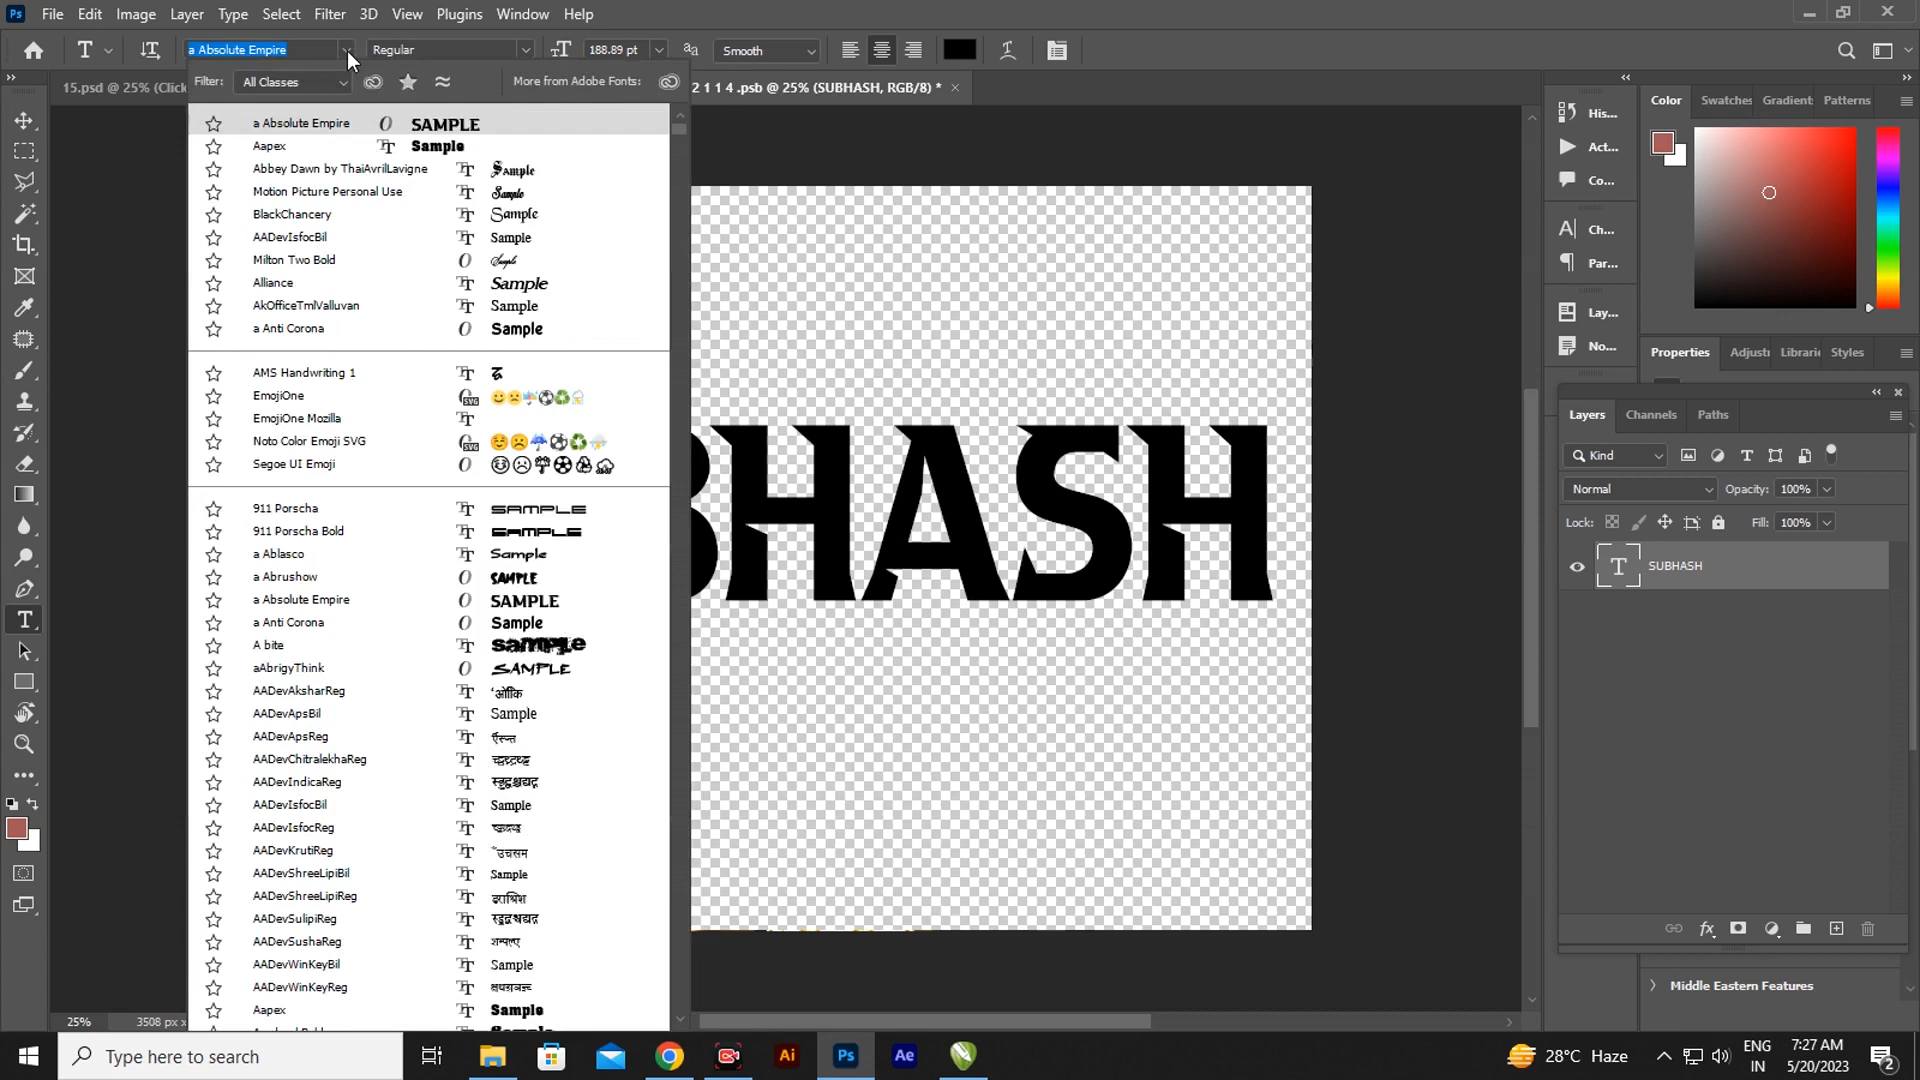 Ps File Edit Image Layer Type Select Filter 3D View Plugins Window Help
a Absolute Empire Regular 188.89 pt Smooth
Filter: All Classes More from Adobe Fonts:
15.psd @ 25% (Click 2 1 1 4 .psb @ 25% (SUBHASH, RGB/8) *
a Absolute Empire SAMPLE
Aapex Sample
Abbey Dawn by ThaiAvrilLavigne Sample
Motion Picture Personal Use Sample
BlackChancery Sample
AADevIsfocBil Sample
Milton Two Bold Sample
Alliance Sample
AkOfficeTmlValluvan Sample
a Anti Corona Sample
AMS Handwriting 1
EmojiOne
EmojiOne Mozilla
Noto Color Emoji SVG
Segoe UI Emoji
911 Porscha SAMPLE
911 Porscha Bold SAMPLE
a Ablasco Sample
a Abrushow SAMPLE
a Absolute Empire SAMPLE
a Anti Corona Sample
A bite sample
aAbrigyThink SAMPLE
AADevAksharReg
AADevApsBil Sample
AADevApsReg
AADevChitralekhaReg
AADevIndicaReg
AADevIsfocBil Sample
AADevIsfocReg
AADevKrutiReg
AADevShreeLipiBil Sample
AADevShreeLipiReg
AADevSulipiReg
AADevSushaReg
AADevWinKeyBil Sample
AADevWinKeyReg
Aapex Sample
BHASH
His...
Act...
Co...
Ch...
Par...
Lay...
No...
Color Swatches Gradient Patterns
Properties Adjust Librari Styles
Layers Channels Paths
Kind
Normal Opacity: 100%
Lock: Fill: 100%
SUBHASH
Middle Eastern Features
25% 3508 px x
Type here to search
Ai Ps Ae
28°C Haze
ENG
IN
7:27 AM
5/20/2023
2